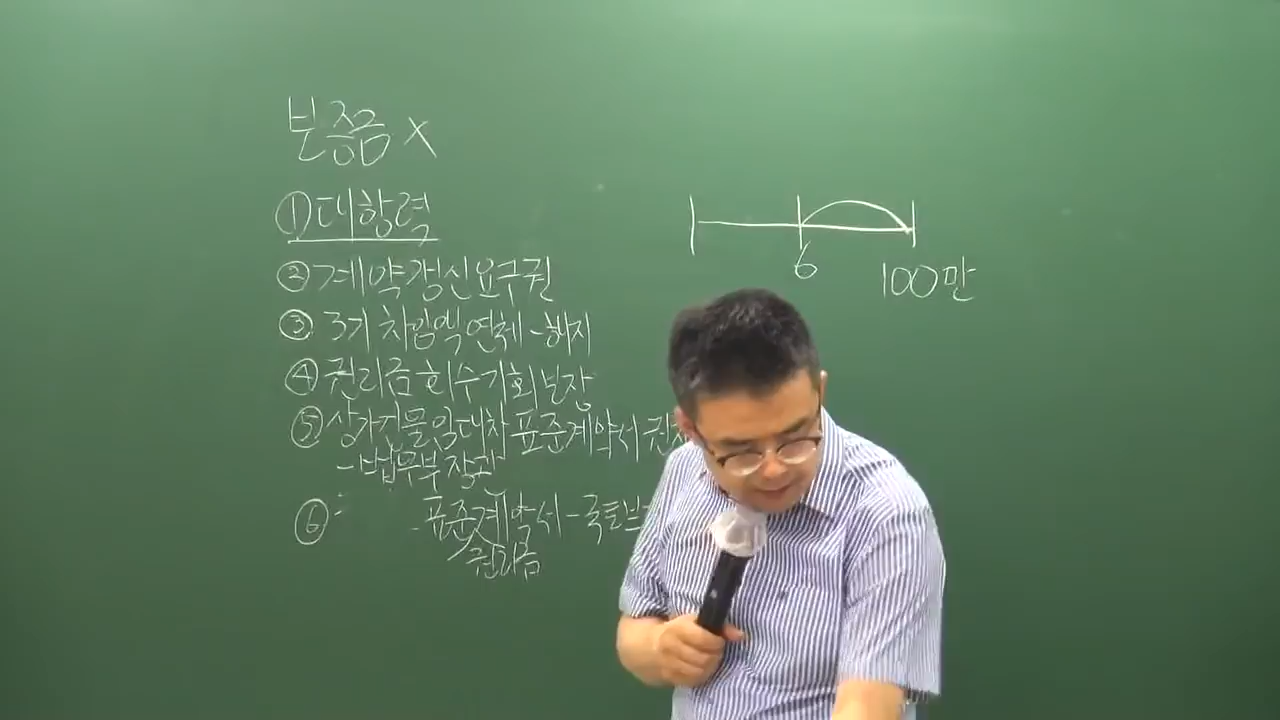 보증금 X
① 대항력
② 계약갱신요구권
③ 3기 차임액 연체 - 해지
④ 권리금 회수기회 보장
⑤ 상가건물임대차 표준계약서 권
- 법무부장관
⑥ 〃 - 표준계약서 - 국토부
권리금
6
100만